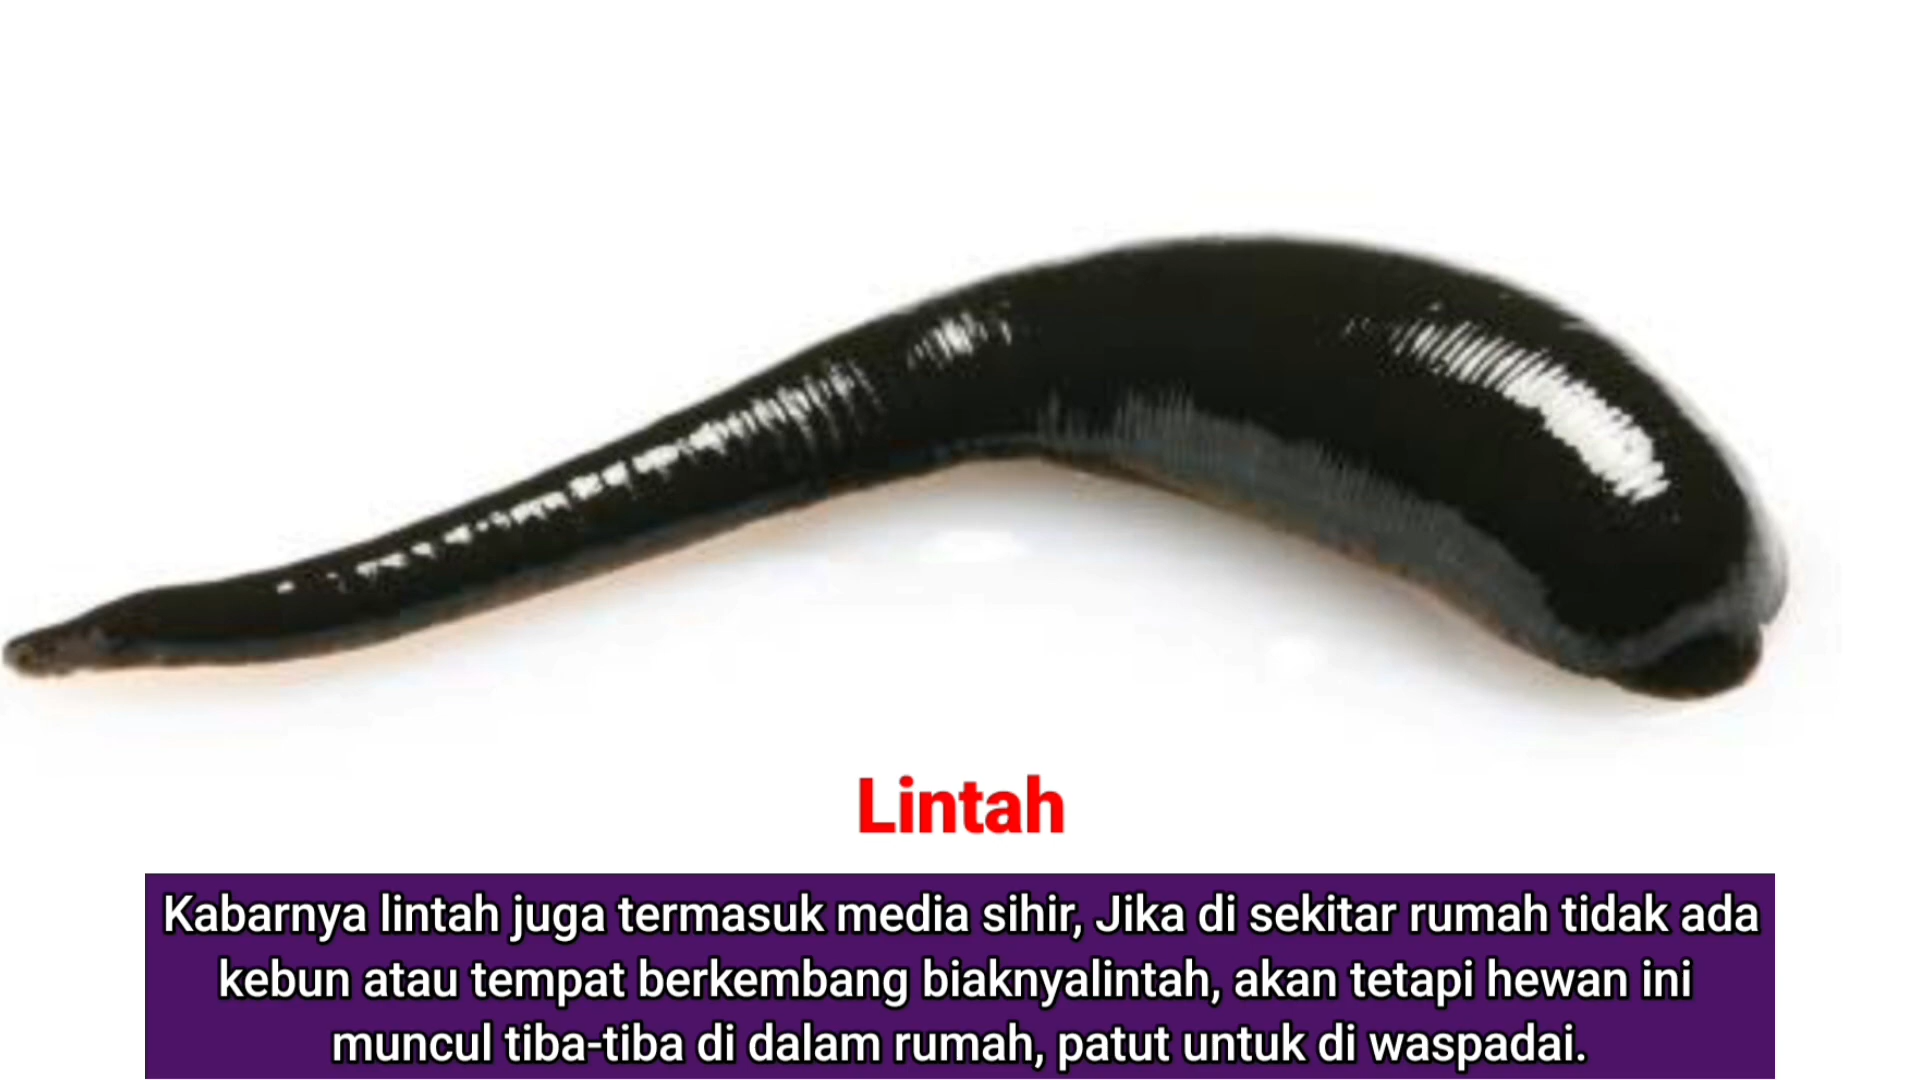 Lintah
Kabarnya lintah juga termasuk media sihir, Jika di sekitar rumah tidak ada
kebun atau tempat berkembang biaknyalintah, akan tetapi hewan ini
muncul tiba-tiba di dalam rumah, patut untuk di waspadai.